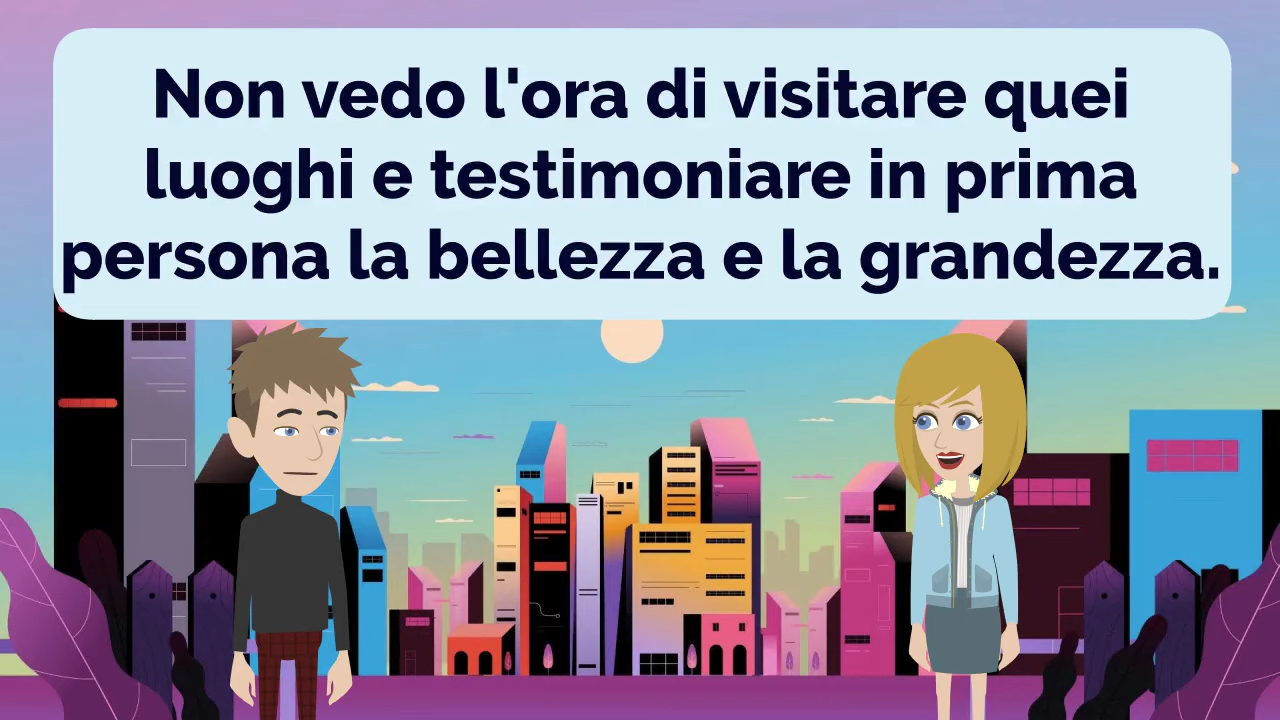 Non vedo l'ora di visitare quei
luoghi e testimoniare in prima
persona la bellezza e la grandezza.